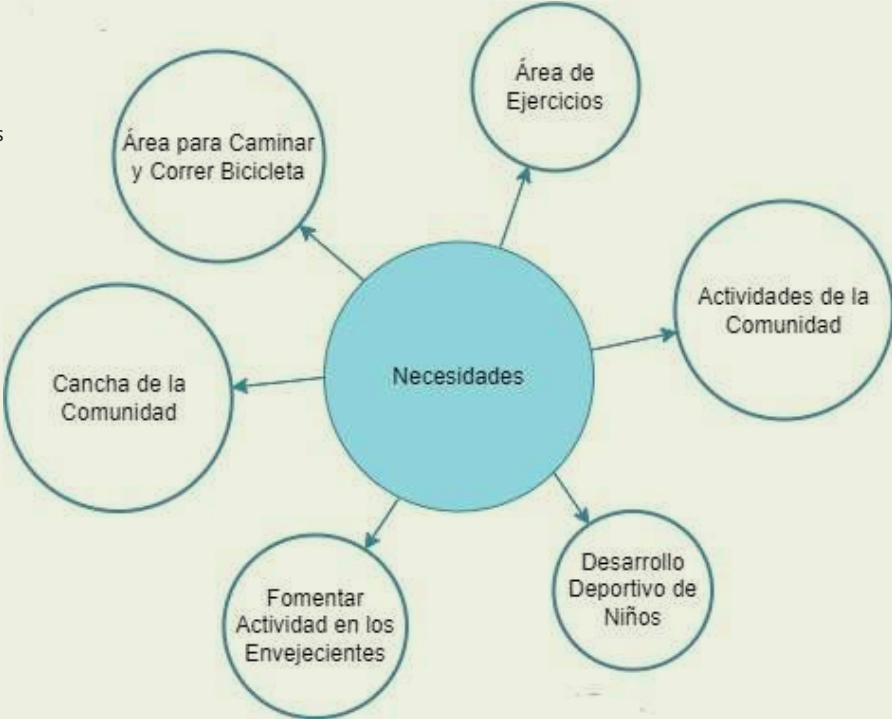 Área de
Ejercicios
Área para Caminar
y Correr Bicicleta
Actividades de la
Comunidad
Necesidades
Cancha de la
Comunidad
Desarrollo
Deportivo de
Niños
Fomentar
Actividad en los
Envejecientes